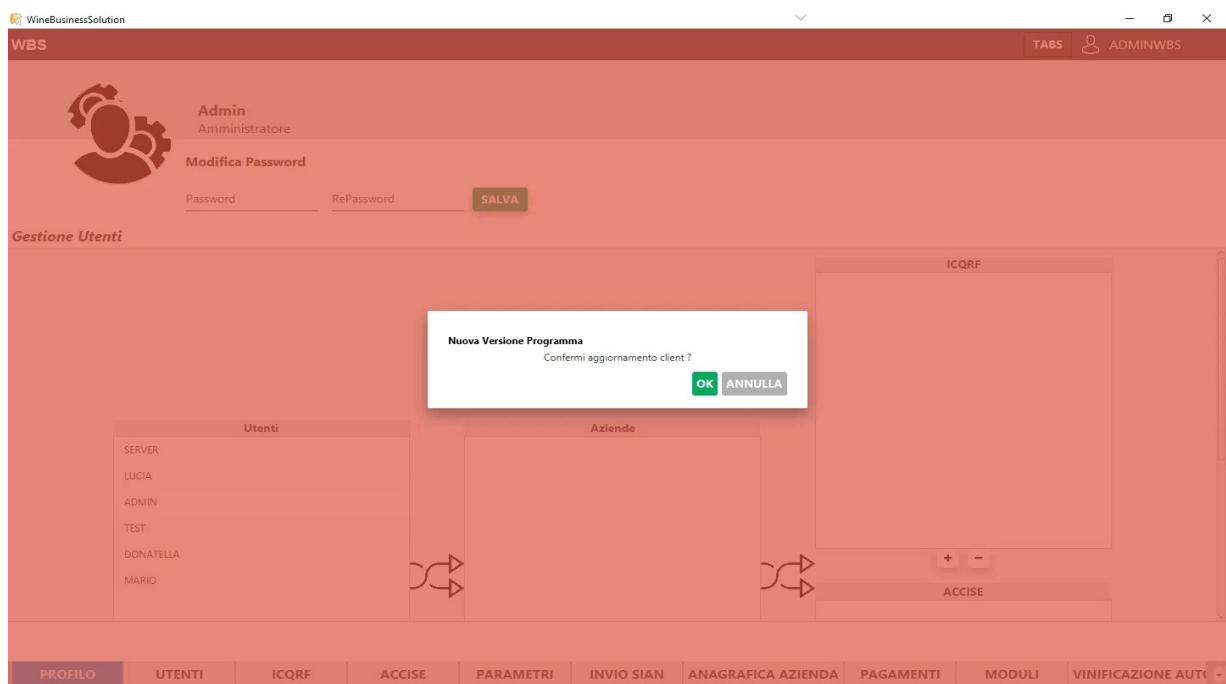 WineBusinessSolution
WBS
TABS
ADMINWBS
Admin
Amministratore
Modifica Password
Password
RePassword
SALVA
Gestione Utenti
ICQRF
Nuova Versione Programma
Confermi aggiornamento client ?
OK
ANNULLA
Utenti
Aziende
SERVER
LUCIA
ADMIN
TEST
DONATELLA
MARIO
+
−
ACCISE
PROFILO
UTENTI
ICQRF
ACCISE
PARAMETRI
INVIO SIAN
ANAGRAFICA AZIENDA
PAGAMENTI
MODULI
VINIFICAZIONE AUT